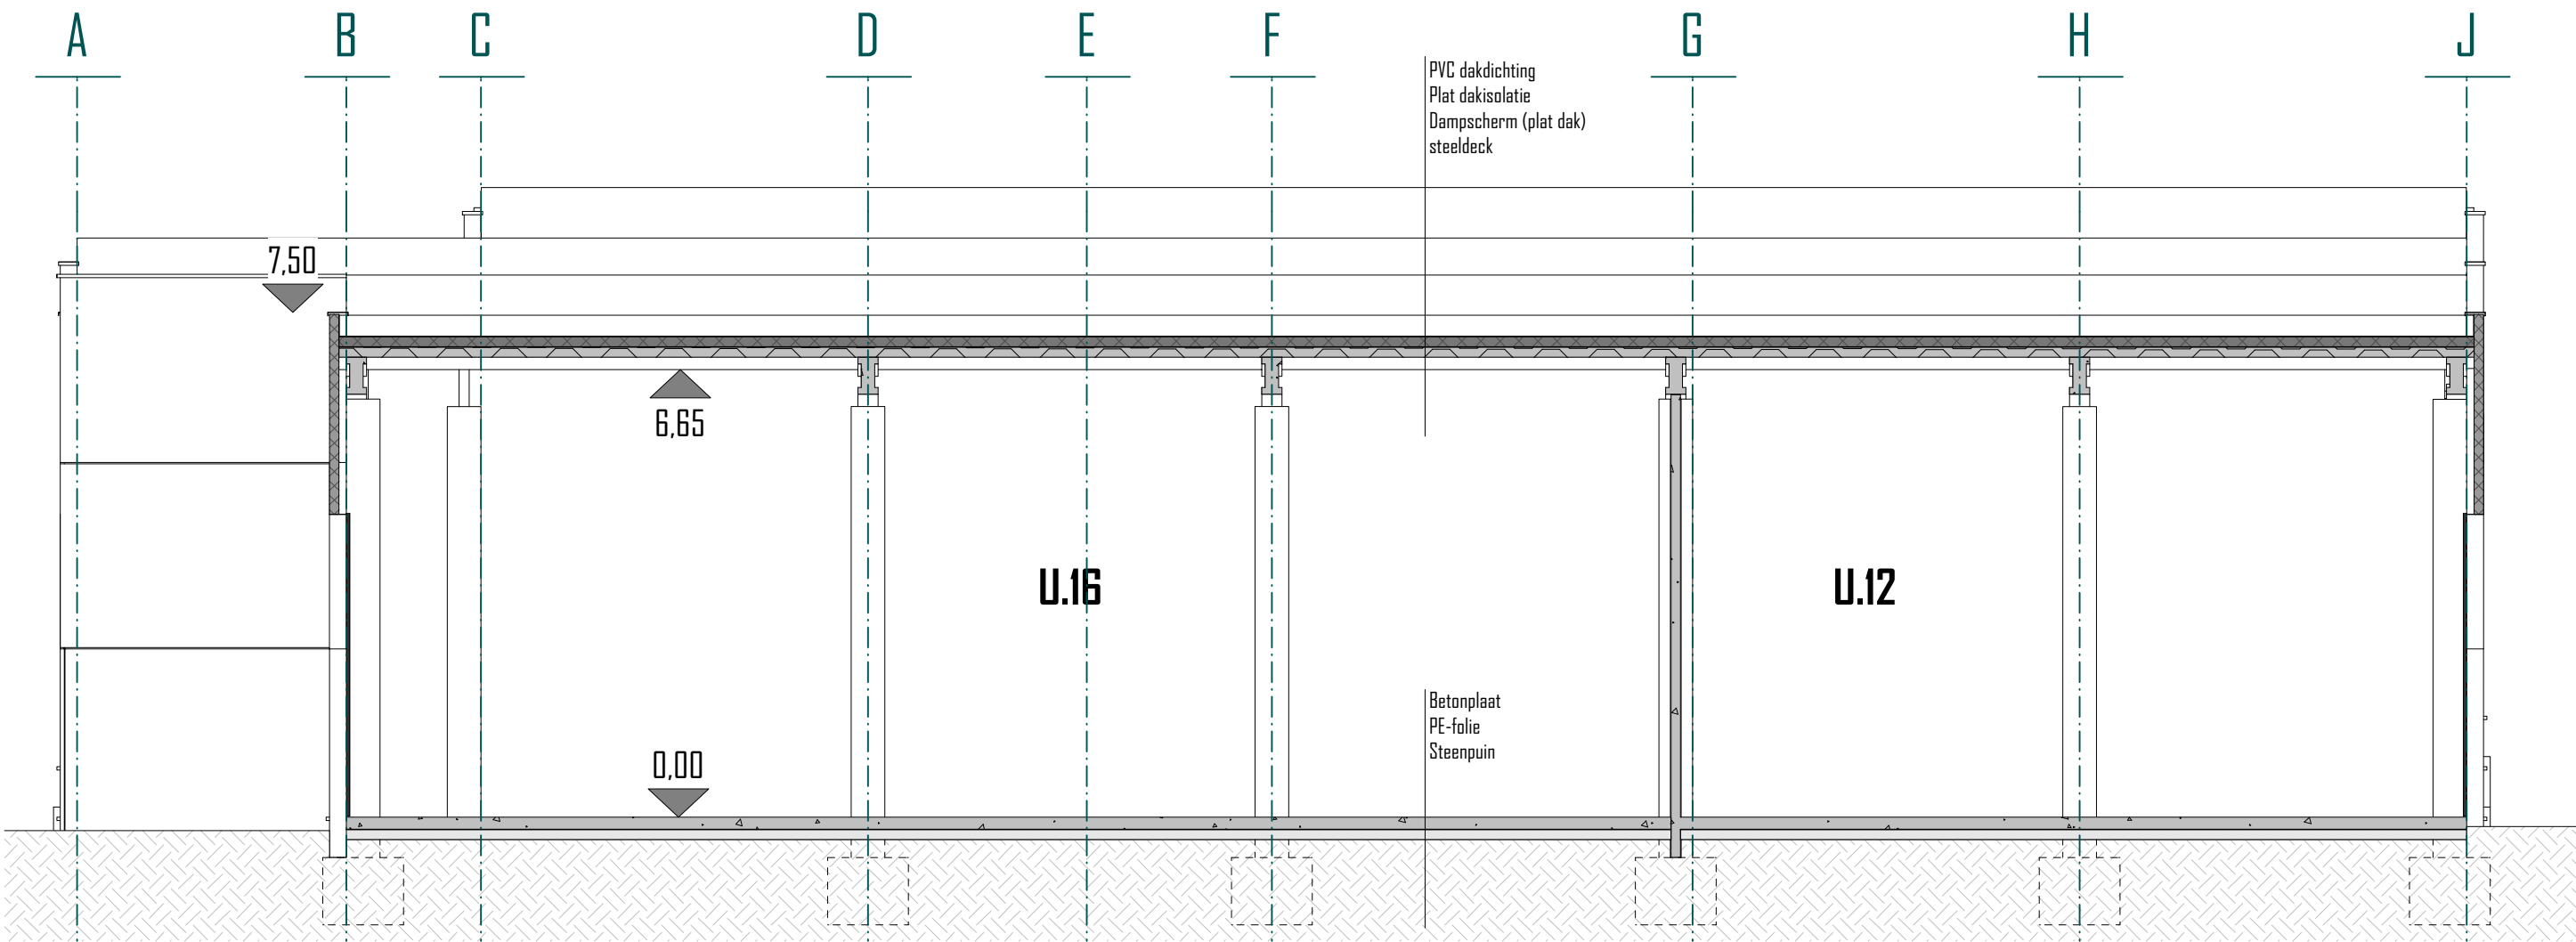 A B C D E F G H J
PVC dakdichting
Plat dakisolatie
Dampscherm (plat dak)
steeldeck
7,50
6,65
U.16
U.12
Betonplaat
PE-folie
Steenpuin
0,00